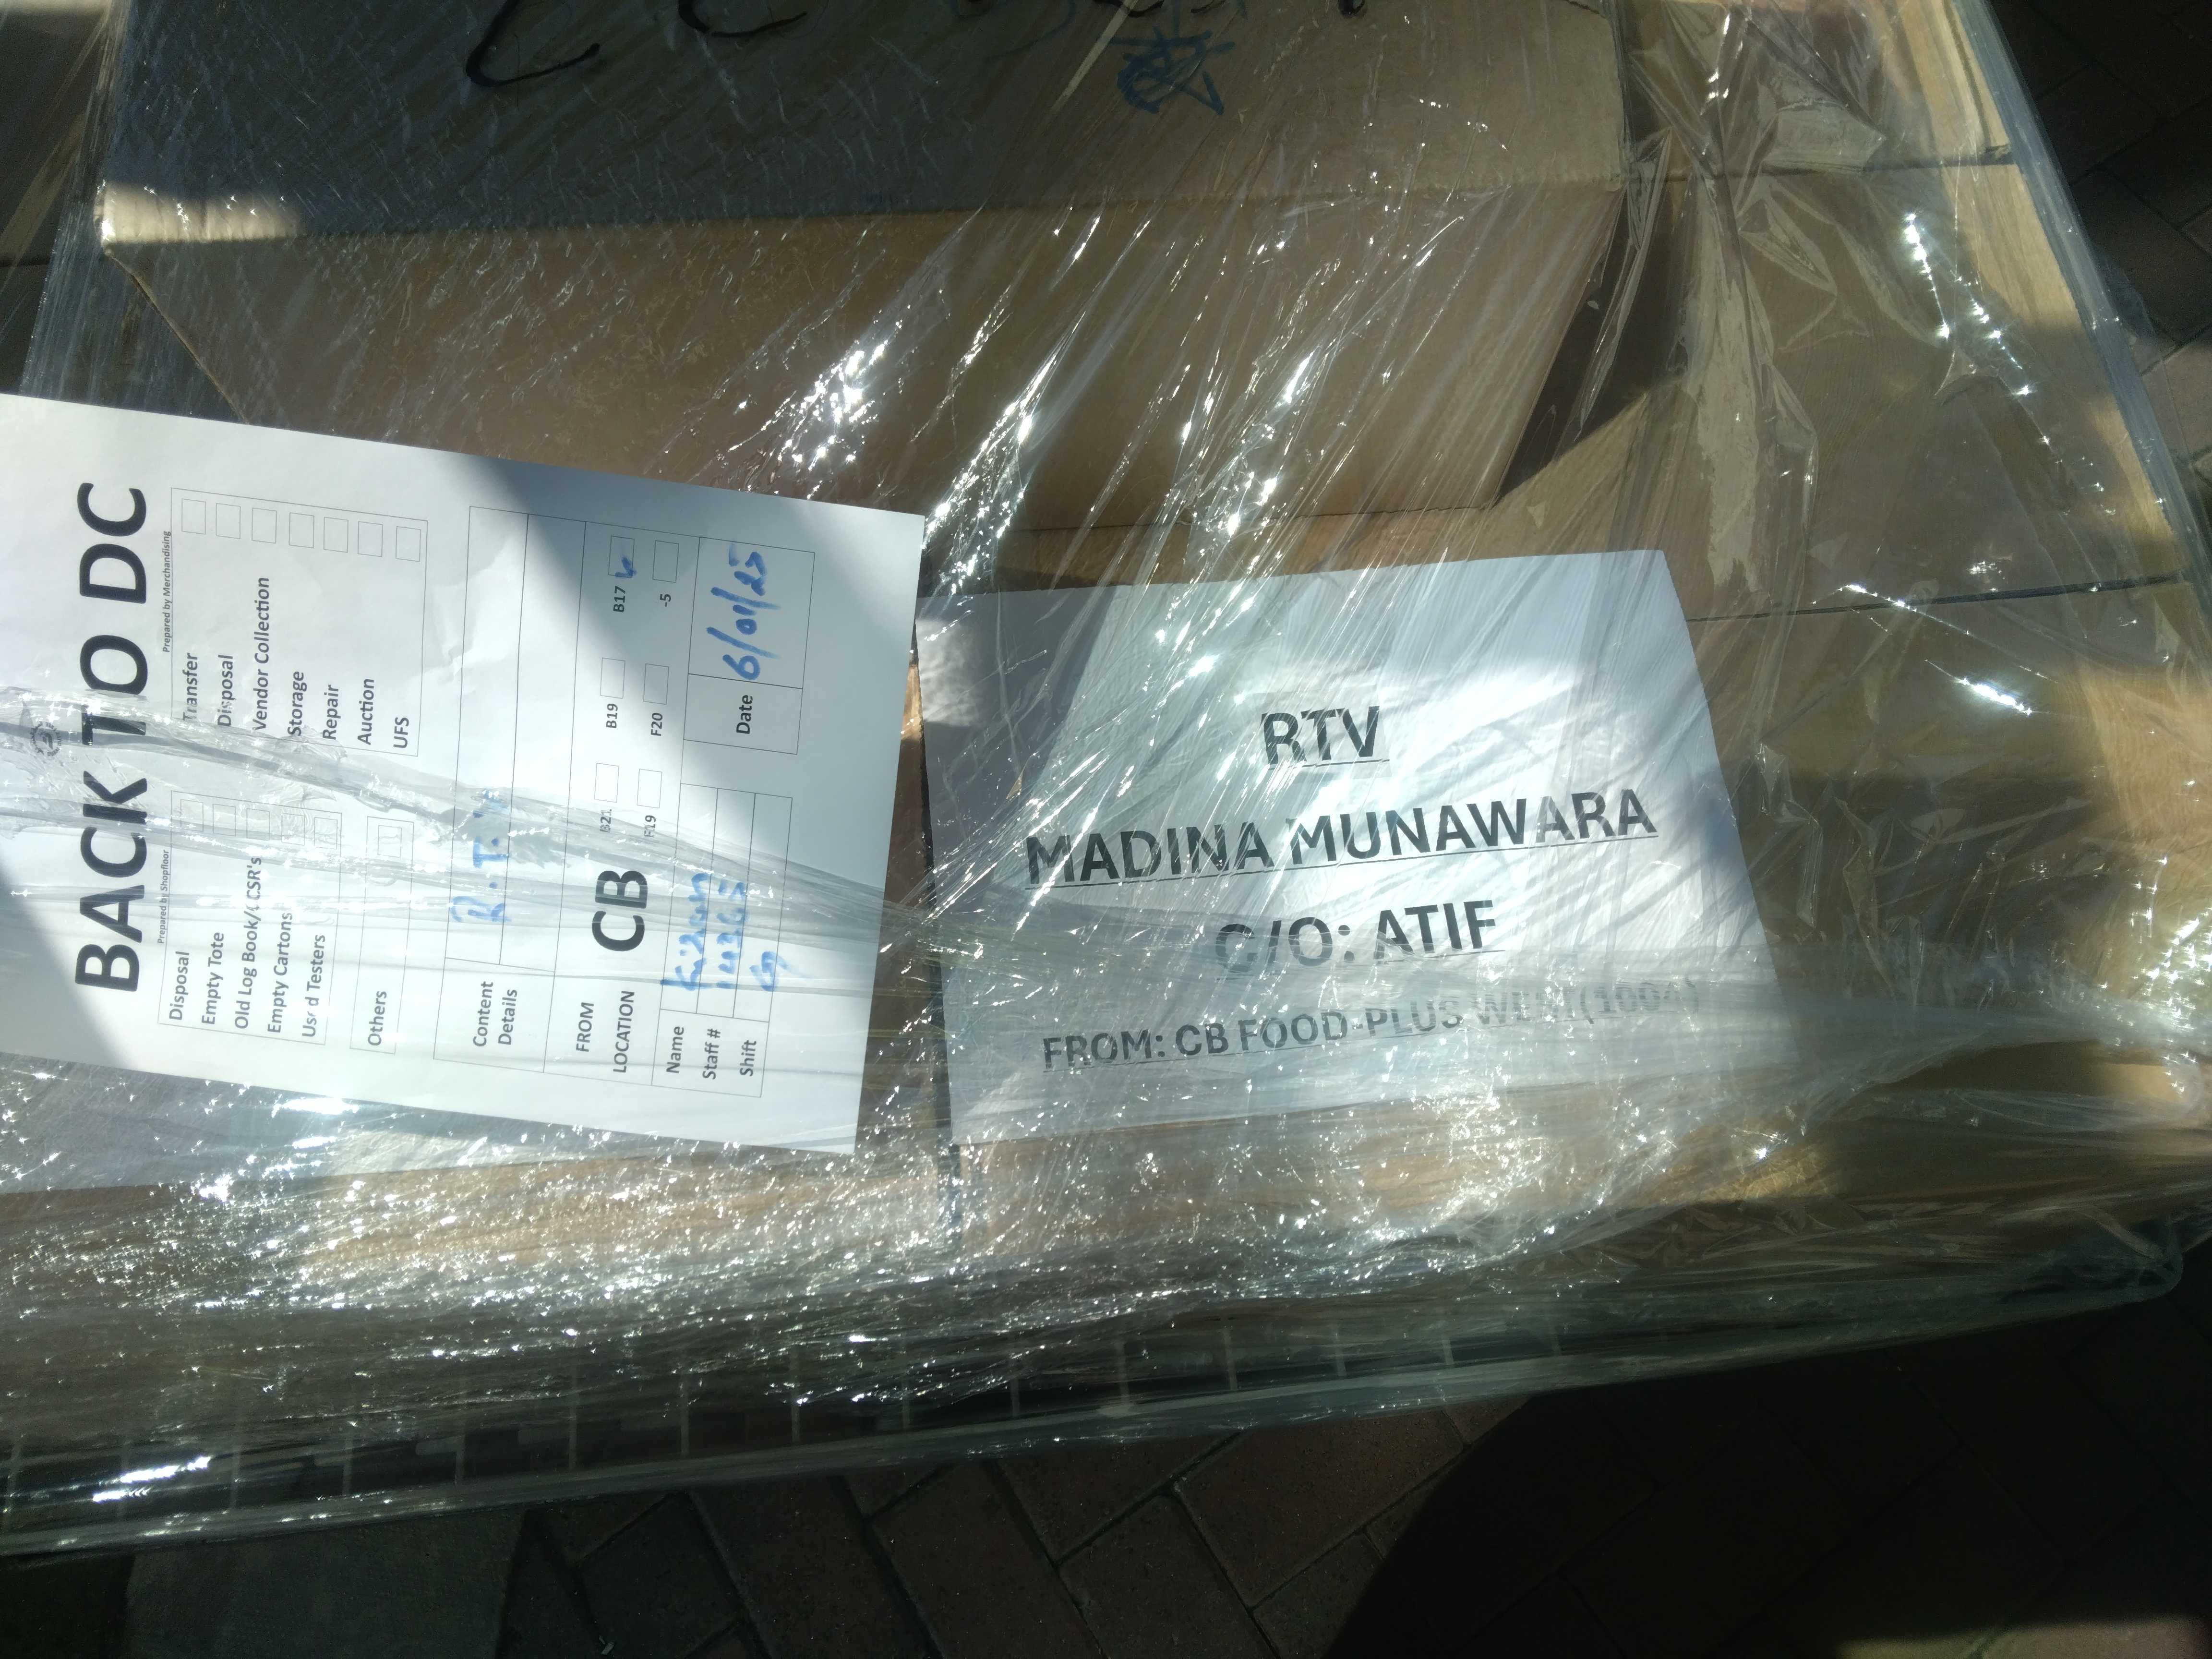 BACK TO DC
Prepared by Shopfloor
Prepared by Merchandising
Disposal
Empty Tote
Old Log Book/ CSR's
Empty Cartons
Used Testers
Others
Transfer
Disposal
Vendor Collection
Storage
Repair
Auction
UFS
Content Details
R.T.V
FROM LOCATION
CB
B21
B19
B17
F19
F20
-5
Name
Staff #
Shift
Date
6/01/25
RTV
MADINA MUNAWARA
C/O: ATIF
FROM: CB FOOD-PLUS